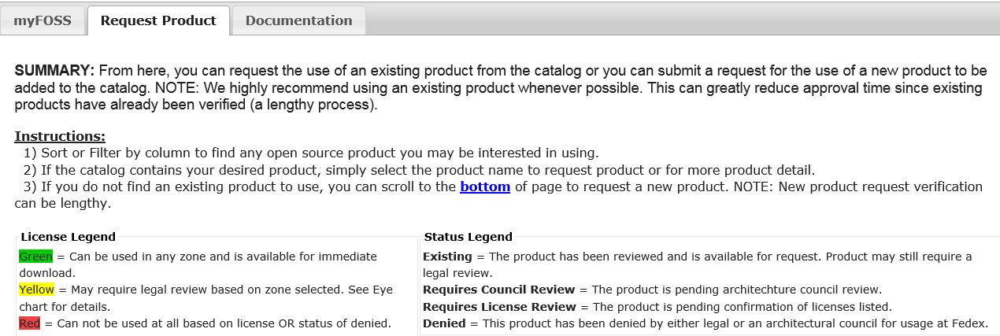 myFOSS Request Product Documentation
SUMMARY: From here, you can request the use of an existing product from the catalog or you can submit a request for the use of a new product to be
added to the catalog. NOTE: We highly recommend using an existing product whenever possible. This can greatly reduce approval time since existing
products have already been verified (a lengthy process).
Instructions:
1) Sort or Filter by column to find any open source product you may be interested in using.
2) If the catalog contains your desired product, simply select the product name to request product or for more product detail.
3) If you do not find an existing product to use, you can scroll to the bottom of page to request a new product. NOTE: New product request verification
can be lengthy.
License Legend
Green = Can be used in any zone and is available for immediate
download.
Yellow = May require legal review based on zone selected. See Eye
chart for details.
Red = Can not be used at all based on license OR status of denied.
Status Legend
Existing = The product has been reviewed and is available for request. Product may still require a
legal review.
Requires Council Review = The product is pending architechture council review.
Requires License Review = The product is pending confirmation of licenses listed.
Denied = This product has been denied by either legal or an architectural council for usage at Fedex.